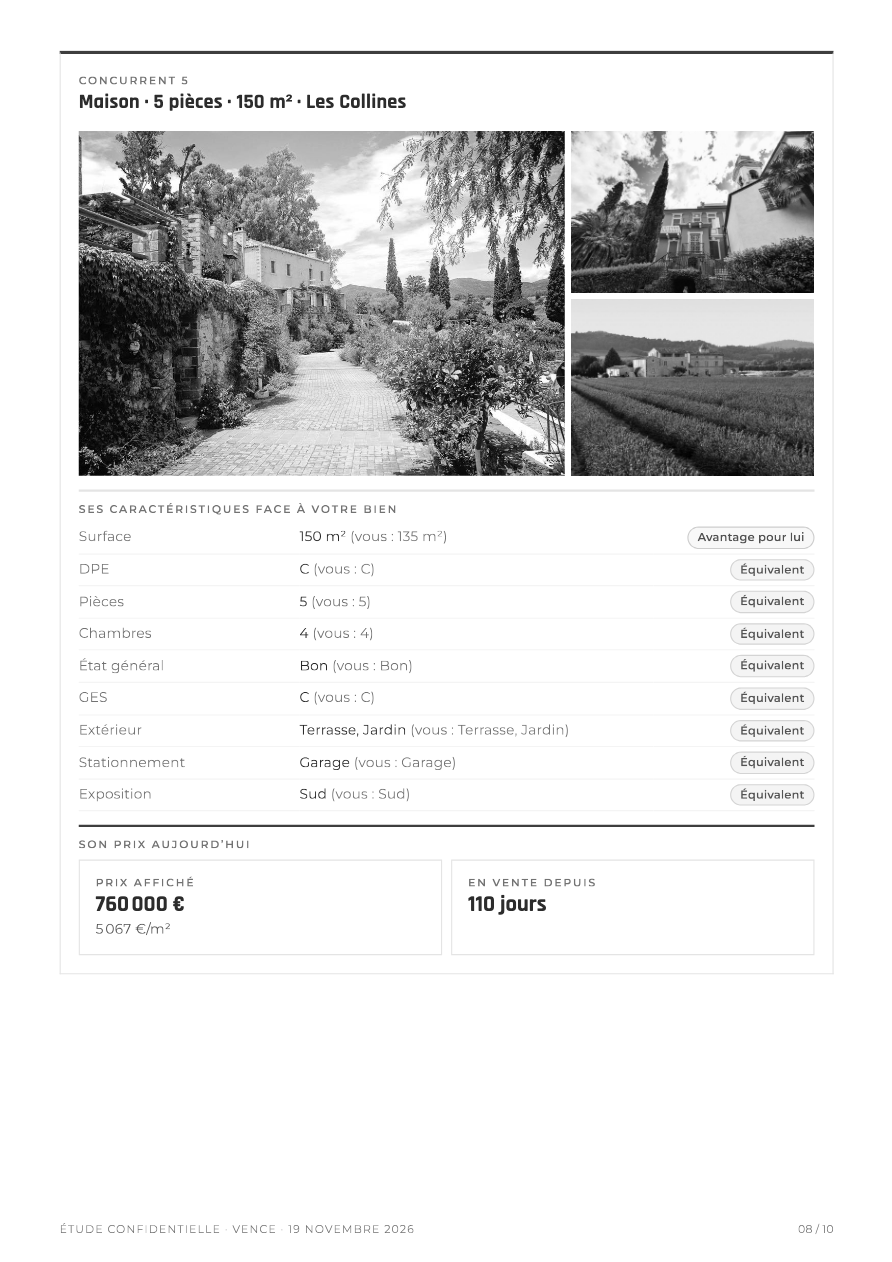 CONCURRENT 5
Maison · 5 pièces · 150 m² · Les Collines
SES CARACTÉRISTIQUES FACE À VOTRE BIEN
Surface 150 m² (vous : 135 m²) Avantage pour lui
DPE C (vous : C) Équivalent
Pièces 5 (vous : 5) Équivalent
Chambres 4 (vous : 4) Équivalent
État général Bon (vous : Bon) Équivalent
GES C (vous : C) Équivalent
Extérieur Terrasse, Jardin (vous : Terrasse, Jardin) Équivalent
Stationnement Garage (vous : Garage) Équivalent
Exposition Sud (vous : Sud) Équivalent
SON PRIX AUJOURD'HUI
PRIX AFFICHÉ
760 000 €
5 067 €/m²
EN VENTE DEPUIS
110 jours
ÉTUDE CONFIDENTIELLE · VENCE · 19 NOVEMBRE 2026 08 / 10